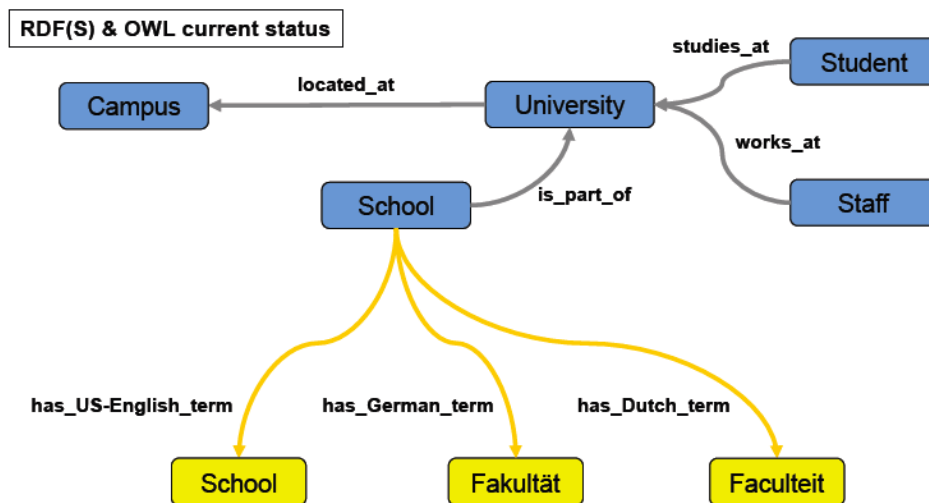 RDF(S) & OWL current status
studies_at
Student
located_at
Campus
University
works_at
School
is_part_of
Staff
has_US-English_term
has_German_term
has_Dutch_term
School
Fakultät
Faculteit